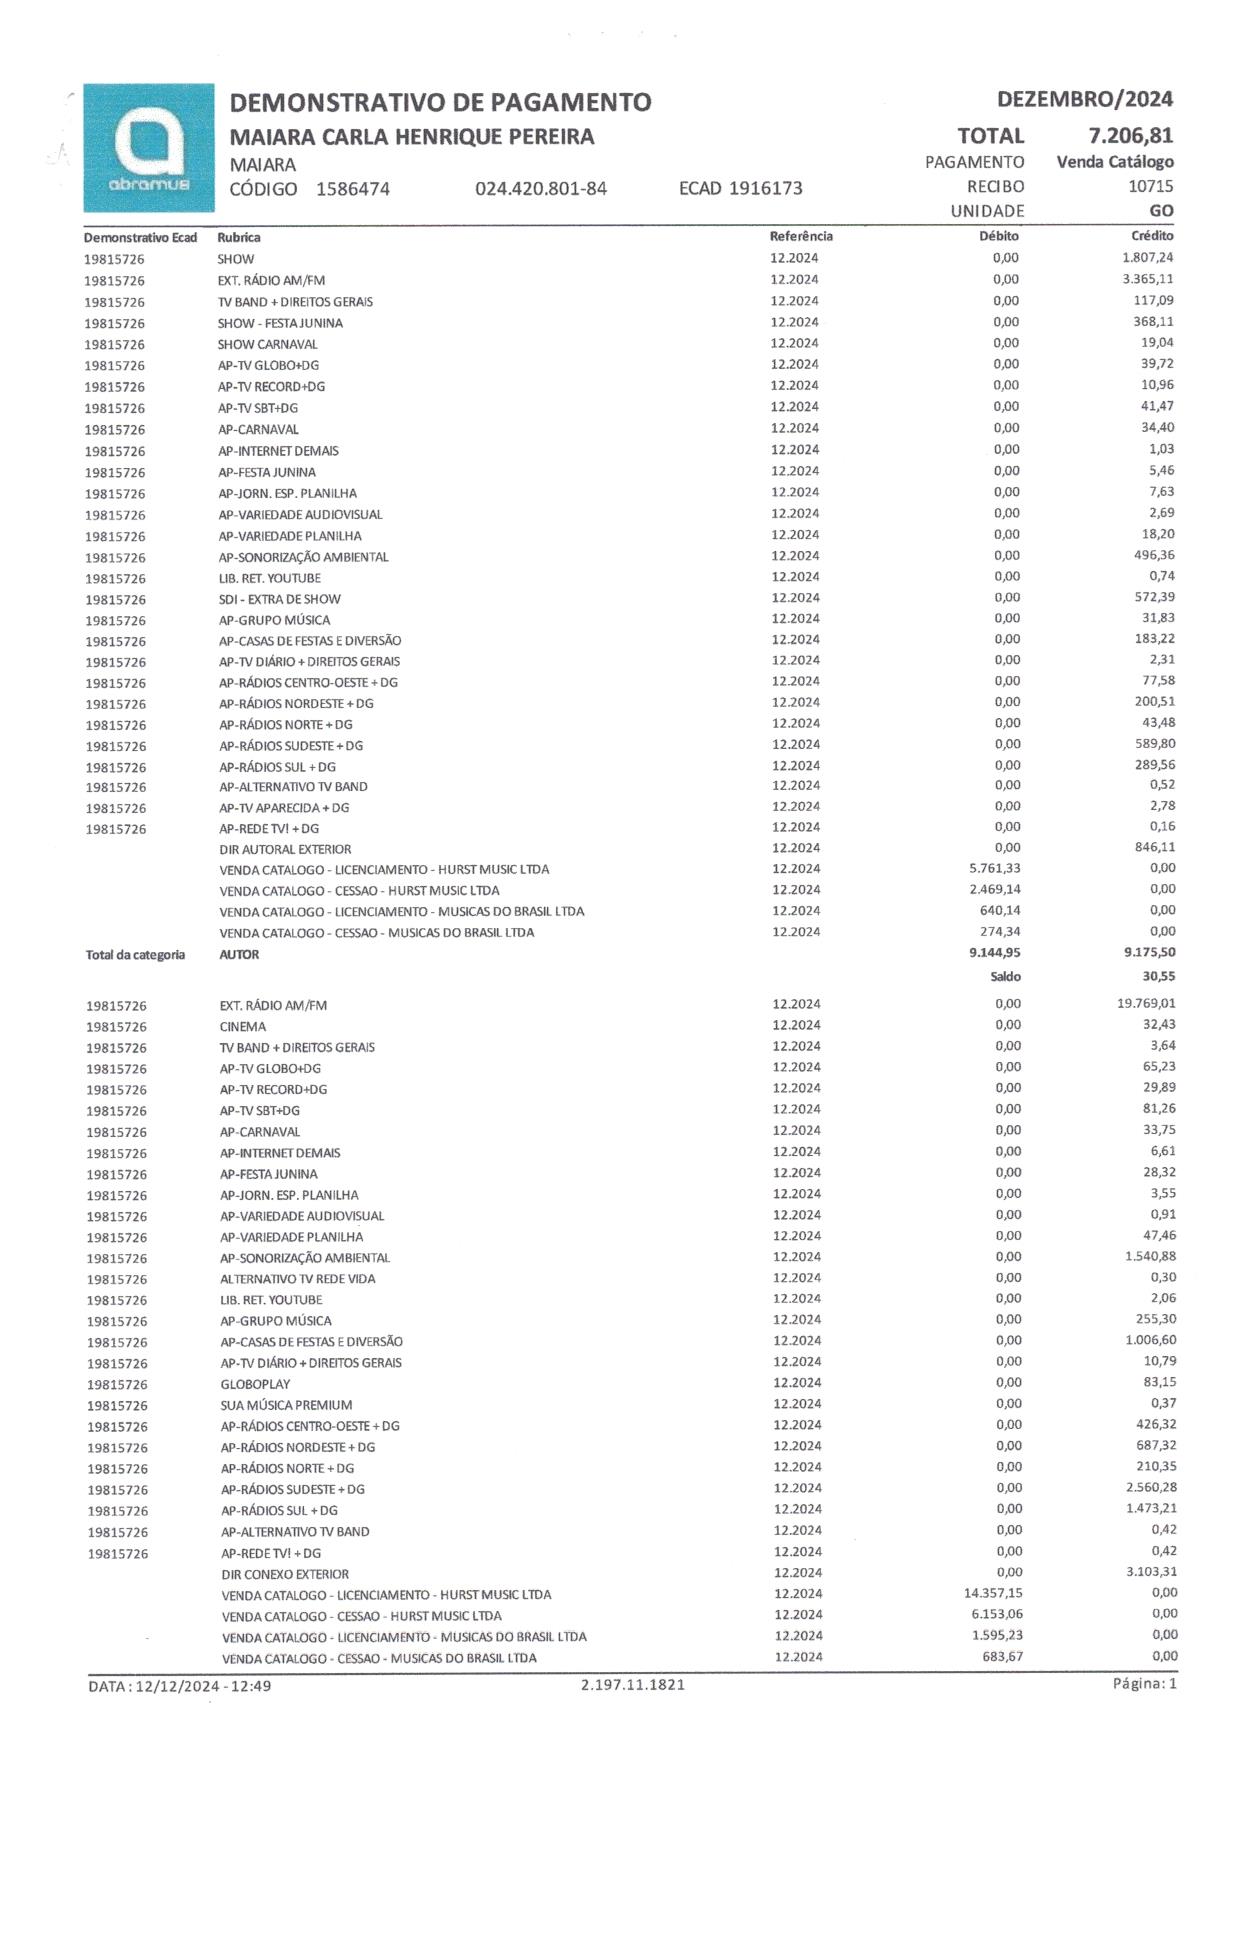 abramus
DEMONSTRATIVO DE PAGAMENTO DEZEMBRO/2024
MAIARA CARLA HENRIQUE PEREIRA TOTAL 7.206,81
MAIARA PAGAMENTO Venda Catálogo
CÓDIGO 1586474 024.420.801-84 ECAD 1916173 RECIBO 10715
UNIDADE GO
Demonstrativo Ecad Rubrica Referência Débito Crédito
19815726 SHOW 12.2024 0,00 1.807,24
19815726 EXT. RÁDIO AM/FM 12.2024 0,00 3.365,11
19815726 TV BAND + DIREITOS GERAIS 12.2024 0,00 117,09
19815726 SHOW - FESTA JUNINA 12.2024 0,00 368,11
19815726 SHOW CARNAVAL 12.2024 0,00 19,04
19815726 AP-TV GLOBO+DG 12.2024 0,00 39,72
19815726 AP-TV RECORD+DG 12.2024 0,00 10,96
19815726 AP-TV SBT+DG 12.2024 0,00 41,47
19815726 AP-CARNAVAL 12.2024 0,00 34,40
19815726 AP-INTERNET DEMAIS 12.2024 0,00 1,03
19815726 AP-FESTA JUNINA 12.2024 0,00 5,46
19815726 AP-JORN. ESP. PLANILHA 12.2024 0,00 7,63
19815726 AP-VARIEDADE AUDIOVISUAL 12.2024 0,00 2,69
19815726 AP-VARIEDADE PLANILHA 12.2024 0,00 18,20
19815726 AP-SONORIZAÇÃO AMBIENTAL 12.2024 0,00 496,36
19815726 LIB. RET. YOUTUBE 12.2024 0,00 0,74
19815726 SDI - EXTRA DE SHOW 12.2024 0,00 572,39
19815726 AP-GRUPO MÚSICA 12.2024 0,00 31,83
19815726 AP-CASAS DE FESTAS E DIVERSÃO 12.2024 0,00 183,22
19815726 AP-TV DIÁRIO + DIREITOS GERAIS 12.2024 0,00 2,31
19815726 AP-RÁDIOS CENTRO-OESTE + DG 12.2024 0,00 77,58
19815726 AP-RÁDIOS NORDESTE + DG 12.2024 0,00 200,51
19815726 AP-RÁDIOS NORTE + DG 12.2024 0,00 43,48
19815726 AP-RÁDIOS SUDESTE + DG 12.2024 0,00 589,80
19815726 AP-RÁDIOS SUL + DG 12.2024 0,00 289,56
19815726 AP-ALTERNATIVO TV BAND 12.2024 0,00 0,52
19815726 AP-TV APARECIDA + DG 12.2024 0,00 2,78
19815726 AP-REDE TV! + DG 12.2024 0,00 0,16
DIR AUTORAL EXTERIOR 12.2024 0,00 846,11
VENDA CATALOGO - LICENCIAMENTO - HURST MUSIC LTDA 12.2024 5.761,33 0,00
VENDA CATALOGO - CESSAO - HURST MUSIC LTDA 12.2024 2.469,14 0,00
VENDA CATALOGO - LICENCIAMENTO - MUSICAS DO BRASIL LTDA 12.2024 640,14 0,00
VENDA CATALOGO - CESSAO - MUSICAS DO BRASIL LTDA 12.2024 274,34 0,00
Total da categoria AUTOR 9.144,95 9.175,50
Saldo 30,55
19815726 EXT. RÁDIO AM/FM 12.2024 0,00 19.769,01
19815726 CINEMA 12.2024 0,00 32,43
19815726 TV BAND + DIREITOS GERAIS 12.2024 0,00 3,64
19815726 AP-TV GLOBO+DG 12.2024 0,00 65,23
19815726 AP-TV RECORD+DG 12.2024 0,00 29,89
19815726 AP-TV SBT+DG 12.2024 0,00 81,26
19815726 AP-CARNAVAL 12.2024 0,00 33,75
19815726 AP-INTERNET DEMAIS 12.2024 0,00 6,61
19815726 AP-FESTA JUNINA 12.2024 0,00 28,32
19815726 AP-JORN. ESP. PLANILHA 12.2024 0,00 3,55
19815726 AP-VARIEDADE AUDIOVISUAL 12.2024 0,00 0,91
19815726 AP-VARIEDADE PLANILHA 12.2024 0,00 47,46
19815726 AP-SONORIZAÇÃO AMBIENTAL 12.2024 0,00 1.540,88
19815726 ALTERNATIVO TV REDE VIDA 12.2024 0,00 0,30
19815726 LIB. RET. YOUTUBE 12.2024 0,00 2,06
19815726 AP-GRUPO MÚSICA 12.2024 0,00 255,30
19815726 AP-CASAS DE FESTAS E DIVERSÃO 12.2024 0,00 1.006,60
19815726 AP-TV DIÁRIO + DIREITOS GERAIS 12.2024 0,00 10,79
19815726 GLOBOPLAY 12.2024 0,00 83,15
19815726 SUA MÚSICA PREMIUM 12.2024 0,00 0,37
19815726 AP-RÁDIOS CENTRO-OESTE + DG 12.2024 0,00 426,32
19815726 AP-RÁDIOS NORDESTE + DG 12.2024 0,00 687,32
19815726 AP-RÁDIOS NORTE + DG 12.2024 0,00 210,35
19815726 AP-RÁDIOS SUDESTE + DG 12.2024 0,00 2.560,28
19815726 AP-RÁDIOS SUL + DG 12.2024 0,00 1.473,21
19815726 AP-ALTERNATIVO TV BAND 12.2024 0,00 0,42
19815726 AP-REDE TV! + DG 12.2024 0,00 0,42
DIR CONEXO EXTERIOR 12.2024 0,00 3.103,31
VENDA CATALOGO - LICENCIAMENTO - HURST MUSIC LTDA 12.2024 14.357,15 0,00
VENDA CATALOGO - CESSAO - HURST MUSIC LTDA 12.2024 6.153,06 0,00
VENDA CATALOGO - LICENCIAMENTO - MUSICAS DO BRASIL LTDA 12.2024 1.595,23 0,00
VENDA CATALOGO - CESSAO - MUSICAS DO BRASIL LTDA 12.2024 683,67 0,00
DATA : 12/12/2024 - 12:49 2.197.11.1821 Página: 1